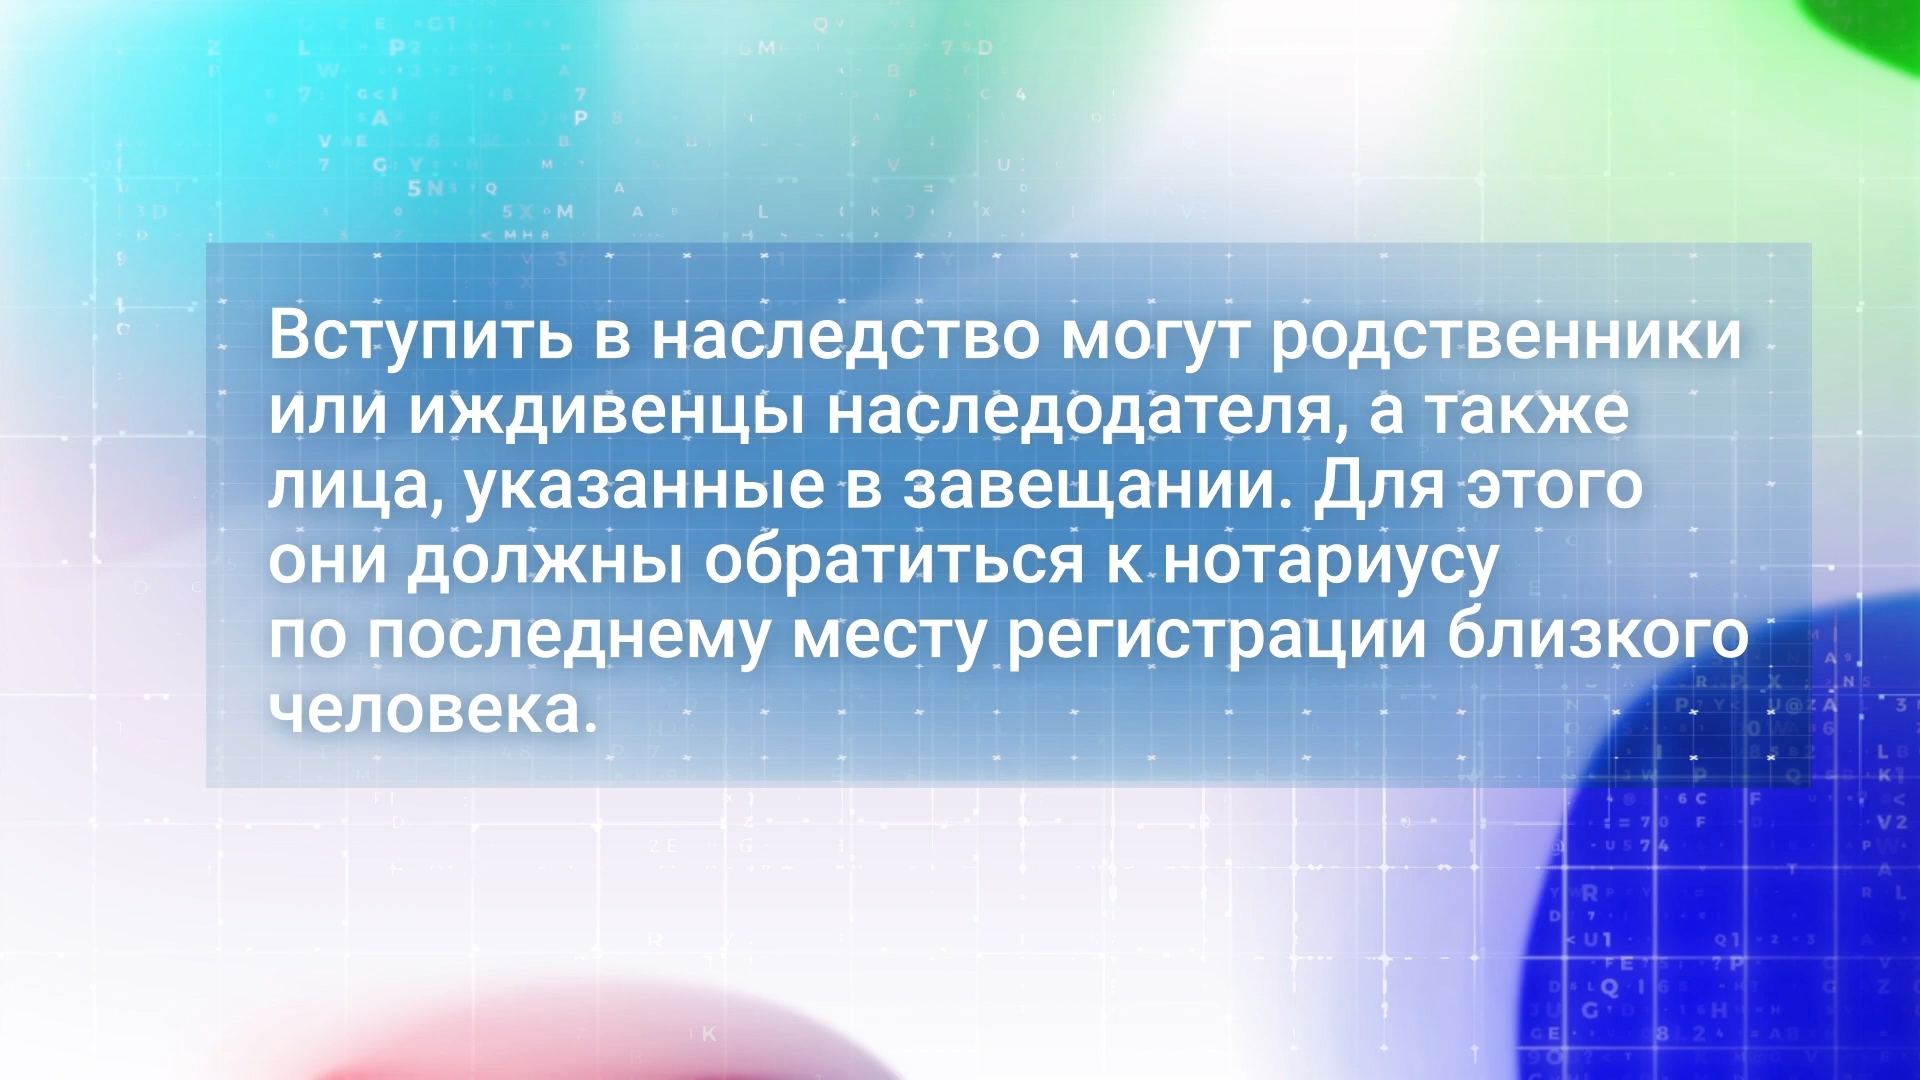 Вступить в наследство могут родственники
или иждивенцы наследодателя, а также
лица, указанные в завещании. Для этого
они должны обратиться к нотариусу
по последнему месту регистрации близкого
человека.